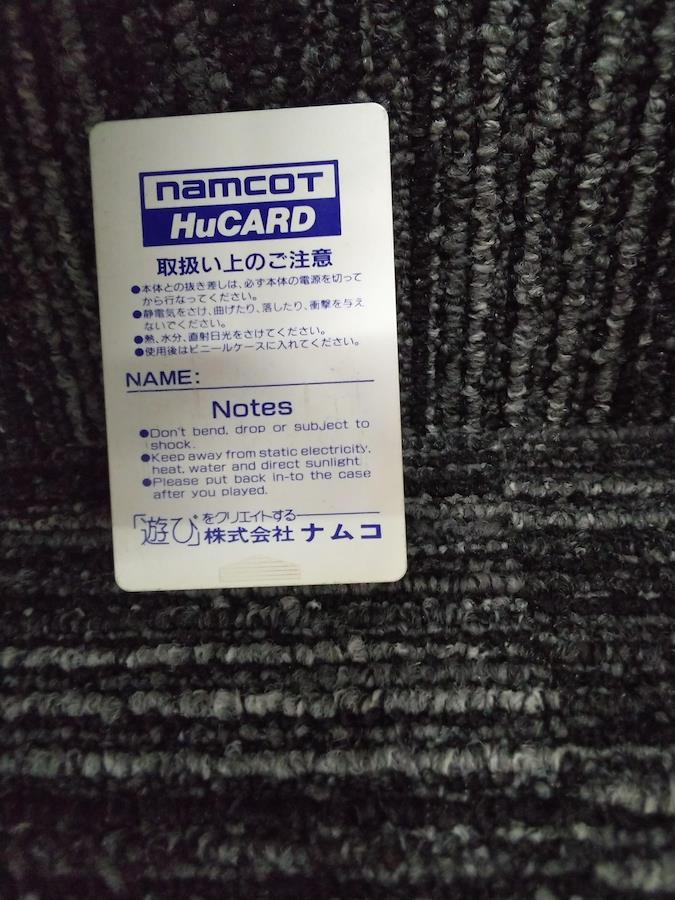 namcot
HuCARD
取扱い上のご注意
●本体との抜き差しは、必ず本体の電源を切って
から行なってください。
●静電気をさけ、曲げたり、落したり、衝撃を与え
ないでください。
●熱、水分、直射日光をさけてください。
●使用後はビニールケースに入れてください。
NAME:
Notes
●Don't bend, drop or subject to
shock.
●Keep away from static electricity,
heat, water and direct sunlight
●Please put back in-to the case
after you played.
「遊び」をクリエイトする
株式会社 ナムコ